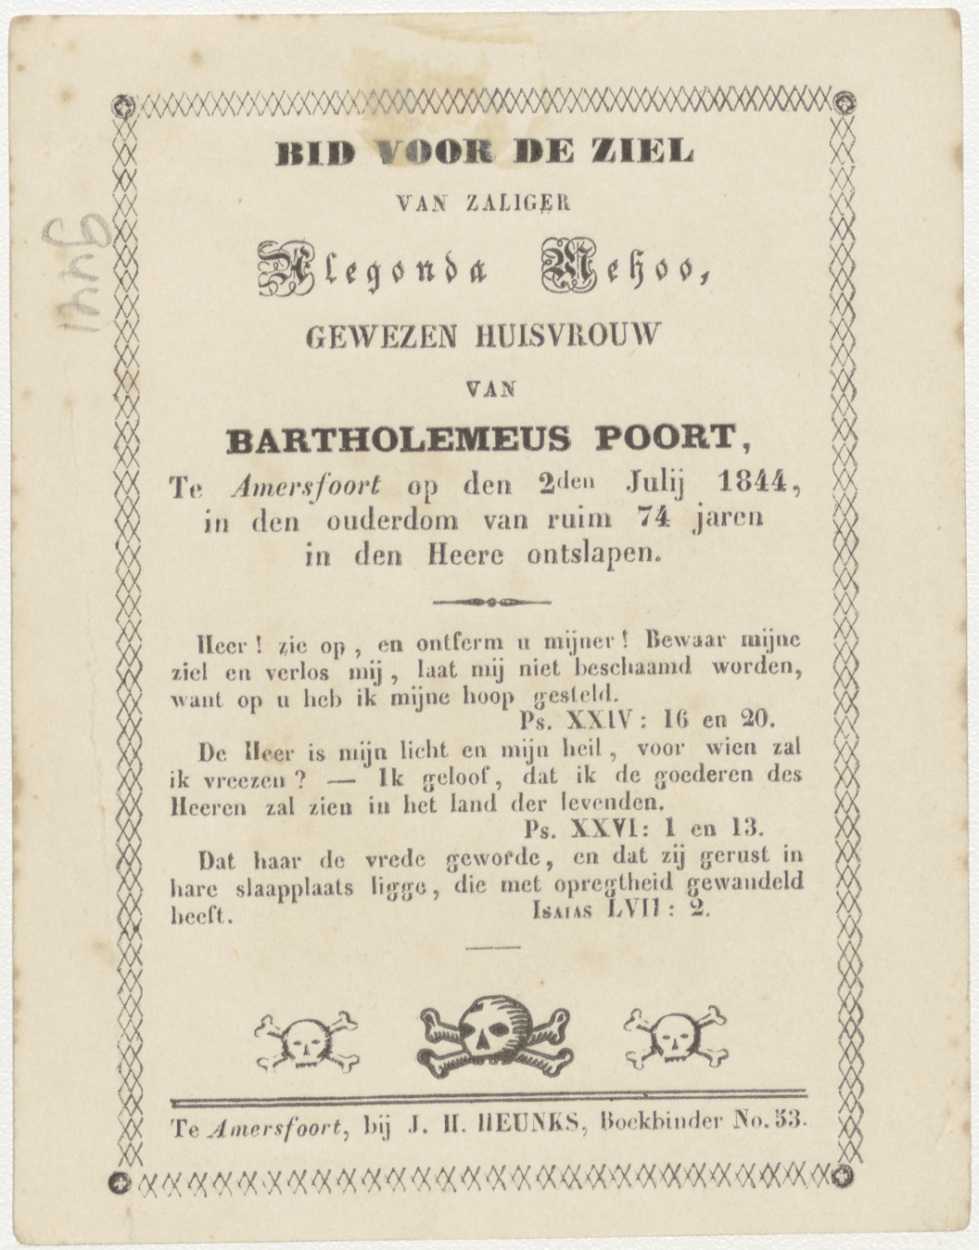 BID VOOR DE ZIEL
VAN ZALIGER
Alegonda Mehoo,
GEWEZEN HUISVROUW
VAN
BARTHOLEMEUS POORT,
Te Amersfoort op den 2den Julij 1844,
in den ouderdom van ruim 74 jaren
in den Heere ontslapen.
Heer! zie op, en ontferm u mijner! Bewaar mijne
ziel en verlos mij, laat mij niet beschaamd worden,
want op u heb ik mijne hoop gesteld.
Ps. XXIV: 16 en 20.
De Heer is mijn licht en mijn heil, voor wien zal
ik vreezen? — Ik geloof, dat ik de goederen des
Heeren zal zien in het land der levenden.
Ps. XXVI: 1 en 13.
Dat haar de vrede geworde, en dat zij gerust in
hare slaapplaats ligge, die met opregtheid gewandeld
heeft. ISAIAS LVII: 2.
Te Amersfoort, bij J. H. HEUNKS, Boekbinder No. 53.